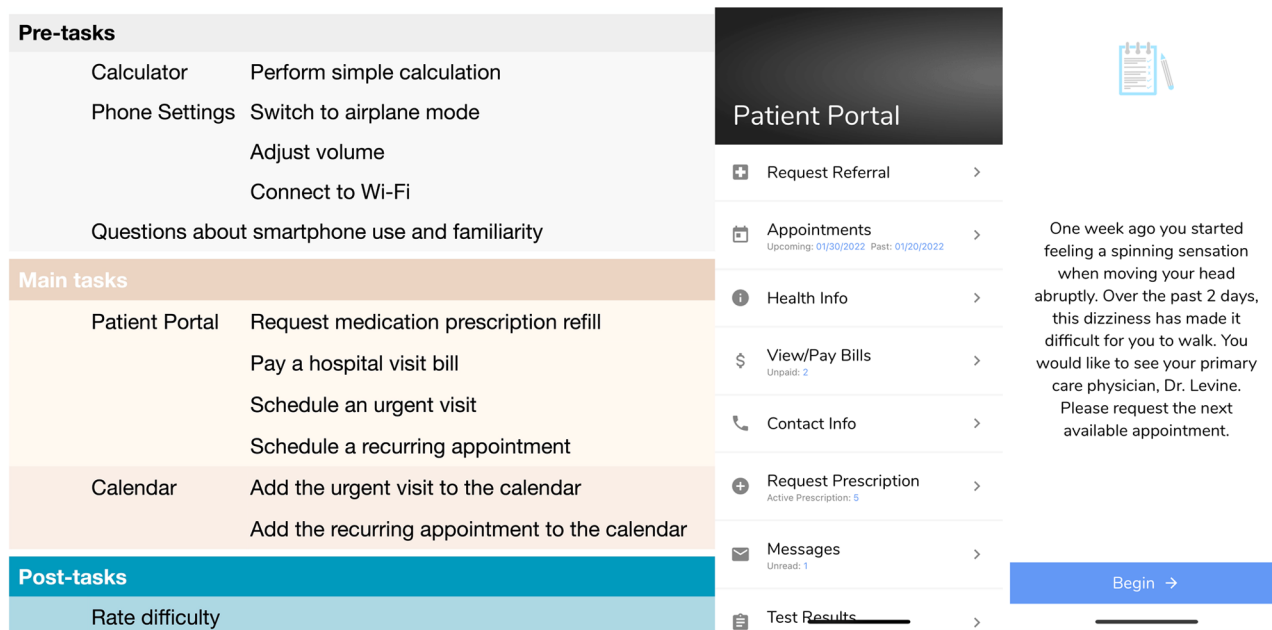 Pre-tasks
Calculator Perform simple calculation
Phone Settings Switch to airplane mode
Adjust volume
Connect to Wi-Fi
Questions about smartphone use and familiarity
Main tasks
Patient Portal Request medication prescription refill
Pay a hospital visit bill
Schedule an urgent visit
Schedule a recurring appointment
Calendar Add the urgent visit to the calendar
Add the recurring appointment to the calendar
Post-tasks
Rate difficulty
Patient Portal
Request Referral
Appointments
Upcoming: 01/30/2022 Past: 01/20/2022
Health Info
View/Pay Bills
Unpaid: 2
Contact Info
Request Prescription
Active Prescription: 5
Messages
Unread: 1
Test Results
One week ago you started
feeling a spinning sensation
when moving your head
abruptly. Over the past 2 days,
this dizziness has made it
difficult for you to walk. You
would like to see your primary
care physician, Dr. Levine.
Please request the next
available appointment.
Begin →